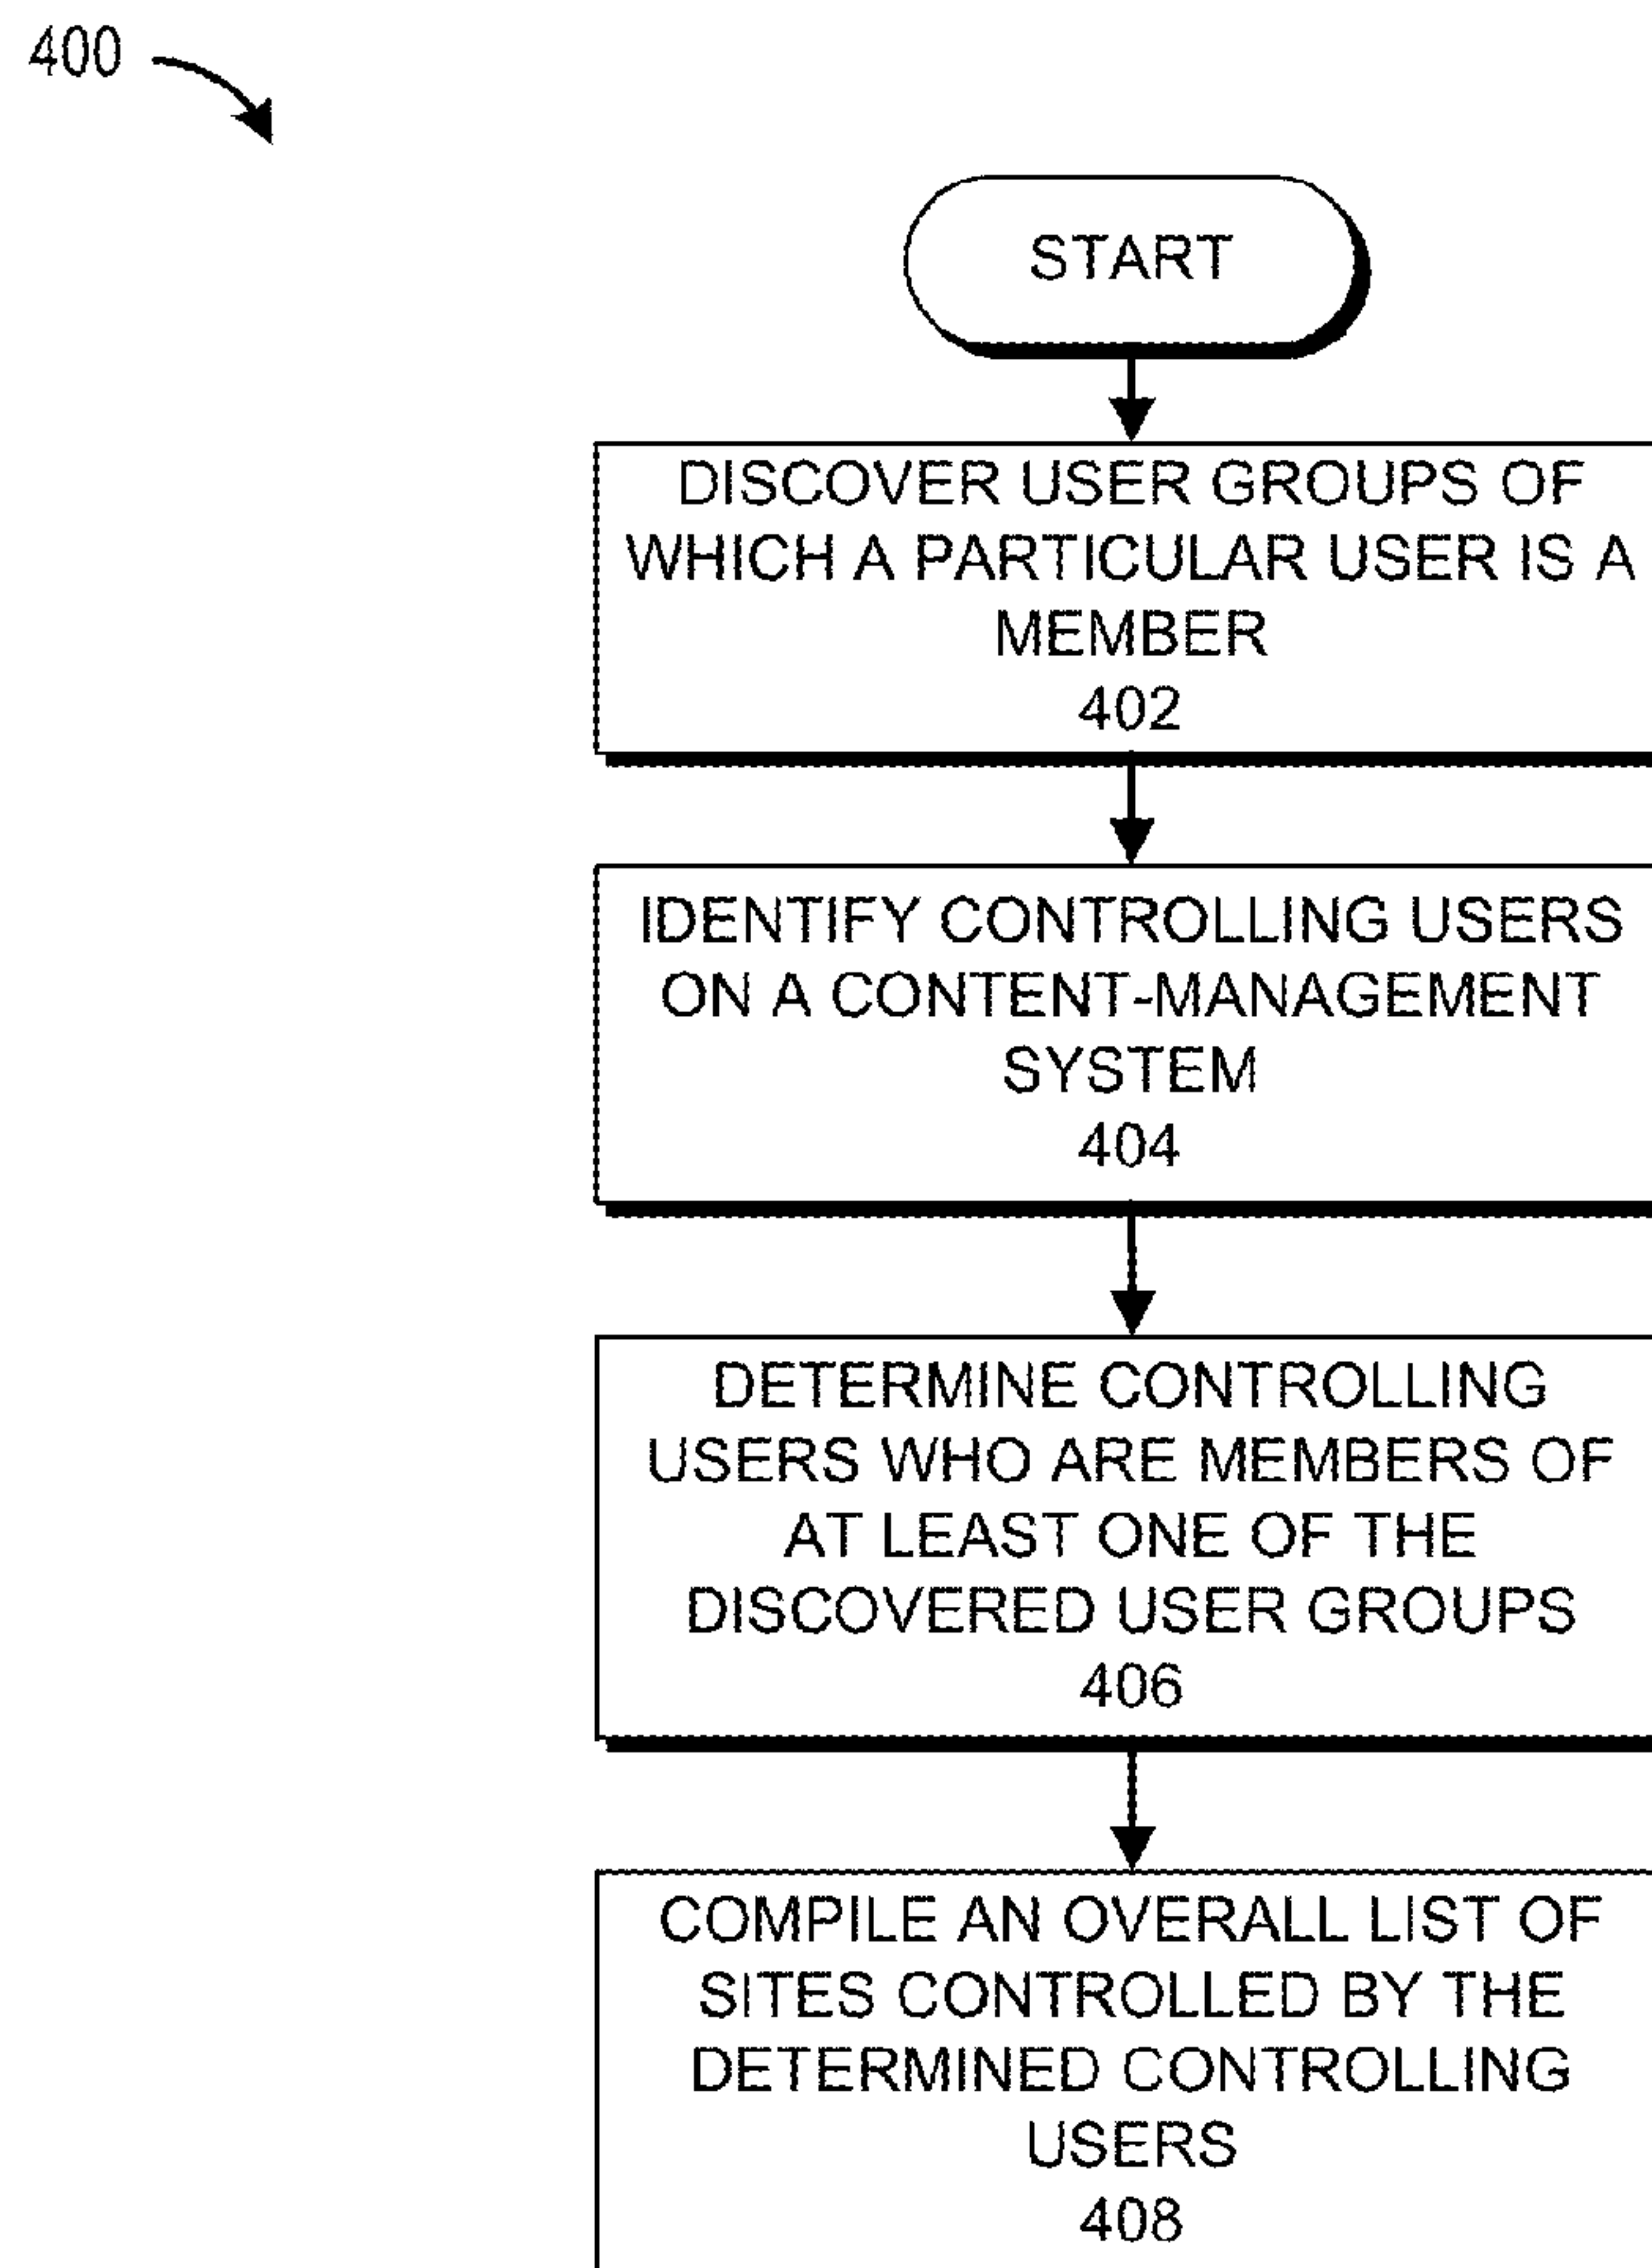 400
START
DISCOVER USER GROUPS OF
WHICH A PARTICULAR USER IS A
MEMBER
402
IDENTIFY CONTROLLING USERS
ON A CONTENT-MANAGEMENT
SYSTEM
404
DETERMINE CONTROLLING
USERS WHO ARE MEMBERS OF
AT LEAST ONE OF THE
DISCOVERED USER GROUPS
406
COMPILE AN OVERALL LIST OF
SITES CONTROLLED BY THE
DETERMINED CONTROLLING
USERS
408